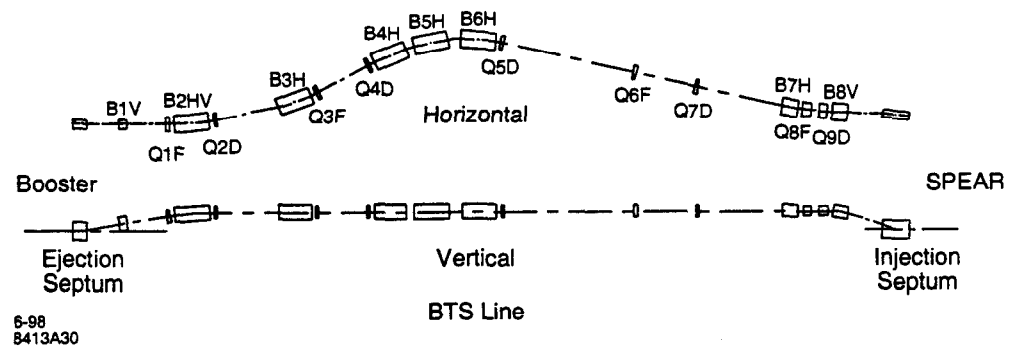 B6H
B5H
B4H
B3H
B2HV
B1V
B7H
B8V
Q5D
Q4D
Q6F
Q7D
Q3F
Q1F
Q2D
Q8F
Q9D
Horizontal
Booster
SPEAR
Ejection
Septum
Vertical
Injection
Septum
BTS Line
6-98
8413A30